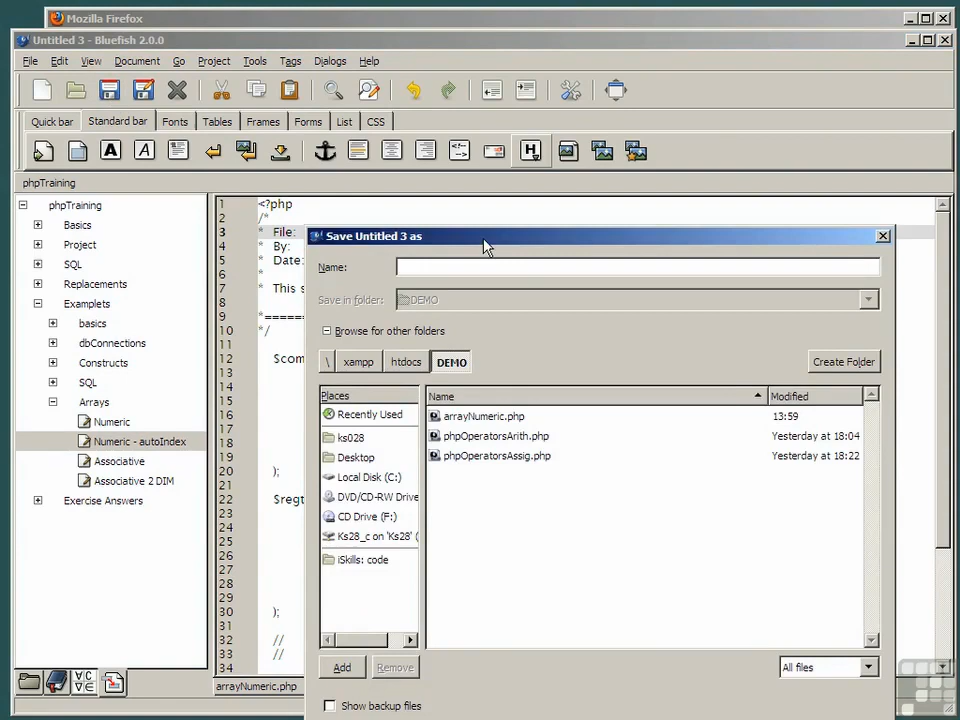 Mozilla Firefox
Untitled 3 - Bluefish 2.0.0
File Edit View Document Go Project Tools Tags Dialogs Help
Quick bar Standard bar Fonts Tables Frames Forms List CSS
phpTraining
phpTraining
Basics
Project
SQL
Replacements
Examplets
basics
dbConnections
Constructs
SQL
Arrays
Numeric
Numeric - autoIndex
Associative
Associative 2 DIM
Exercise Answers
1 <?php
2 /*
3 * File:
4 * By:
5 * Date:
6 *
7 * This s
8 *
9 *=====
10 */
11
12 $com
13
14
15
16
17
18
19
20 );
21
22 $regt
23
24
25
26
27
28
29
30 );
31
32 //
33 //
34
arrayNumeric.php
Save Untitled 3 as
Name:
Save in folder: DEMO
Browse for other folders
\ xampp htdocs DEMO Create Folder
Places
Recently Used
ks028
Desktop
Local Disk (C:)
DVD/CD-RW Drive
CD Drive (F:)
Ks28_c on 'Ks28' (
iSkills: code
Name Modified
arrayNumeric.php 13:59
phpOperatorsArith.php Yesterday at 18:04
phpOperatorsAssig.php Yesterday at 18:22
Add Remove All files
Show backup files